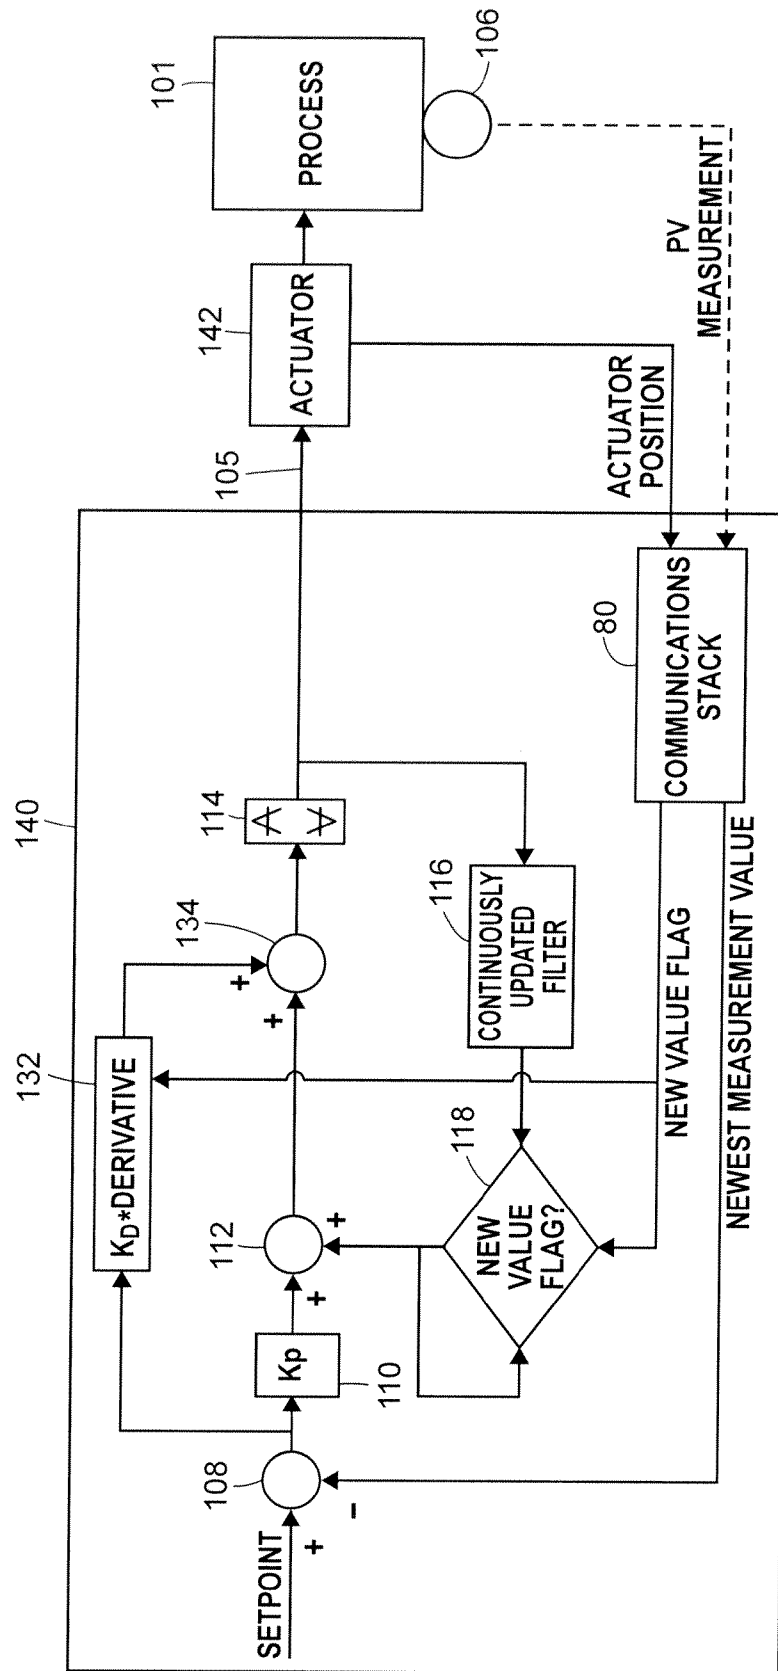 140
SETPOINT
+
-
108
Kp
110
KD*DERIVATIVE
132
+
+
112
+
+
134
114
105
ACTUATOR
142
PROCESS
101
106
NEW
VALUE
FLAG?
118
CONTINUOUSLY
UPDATED
FILTER
116
COMMUNICATIONS
STACK
80
ACTUATOR
POSITION
PV
MEASUREMENT
NEW VALUE FLAG
NEWEST MEASUREMENT VALUE